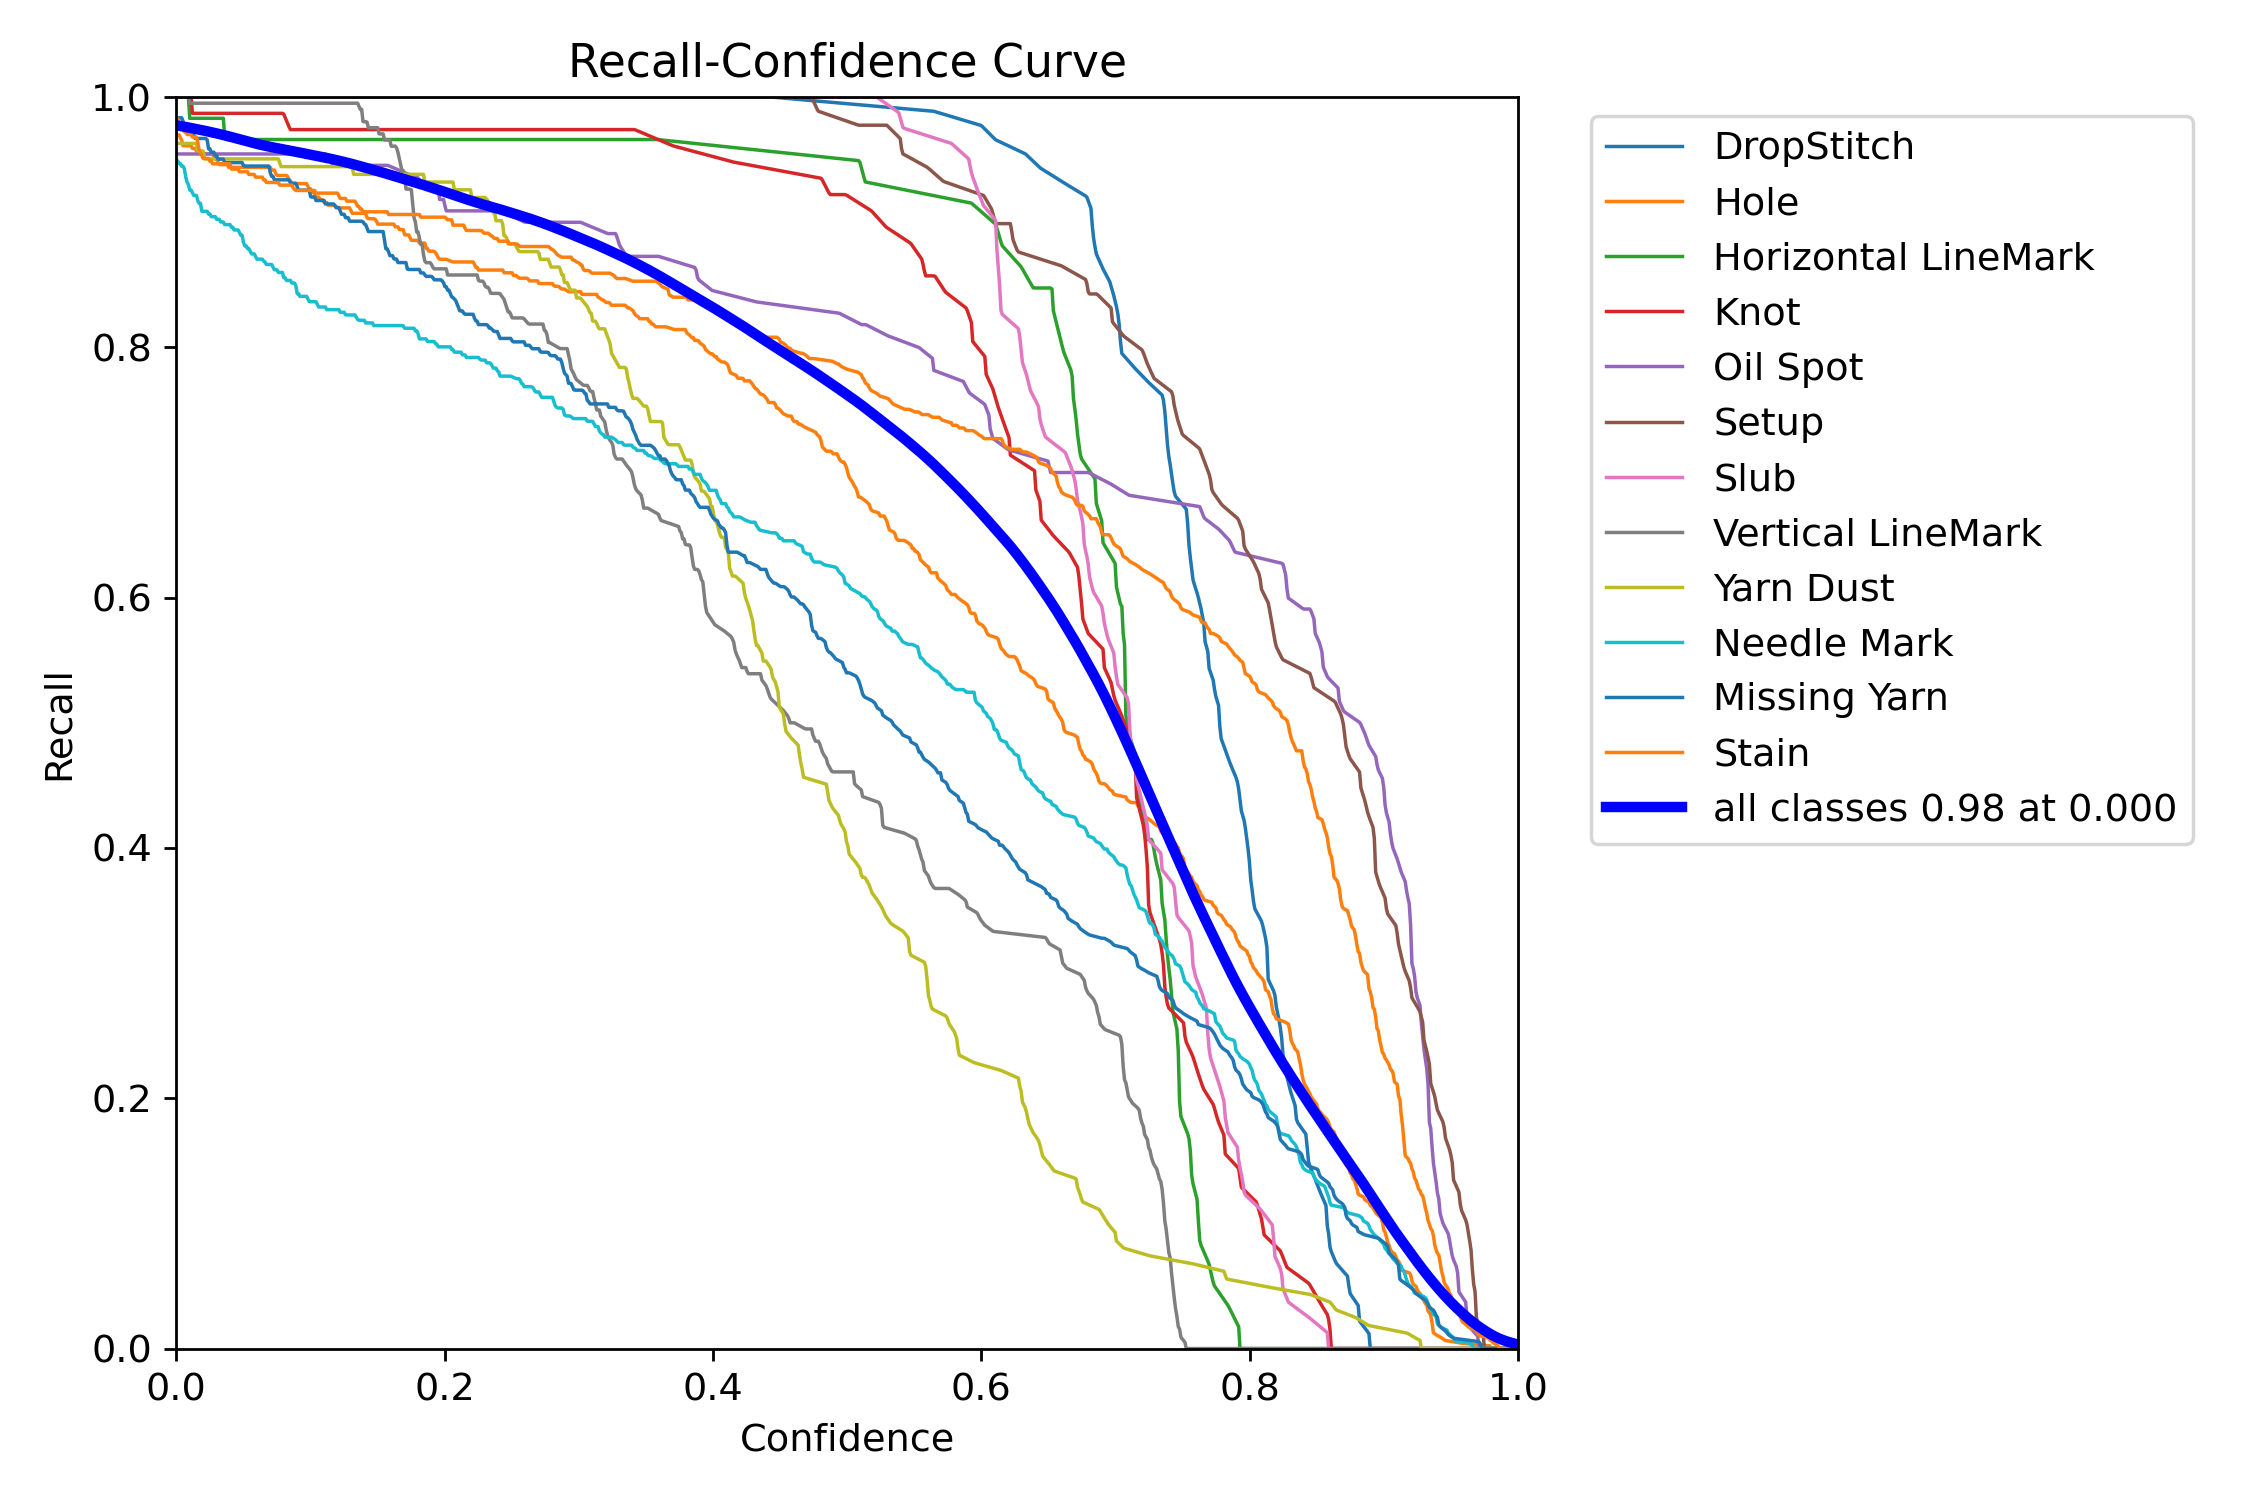 Recall-Confidence Curve
1.0
0.8
0.6
0.4
0.2
0.0
Recall
0.0 0.2 0.4 0.6 0.8 1.0
Confidence
DropStitch
Hole
Horizontal LineMark
Knot
Oil Spot
Setup
Slub
Vertical LineMark
Yarn Dust
Needle Mark
Missing Yarn
Stain
all classes 0.98 at 0.000